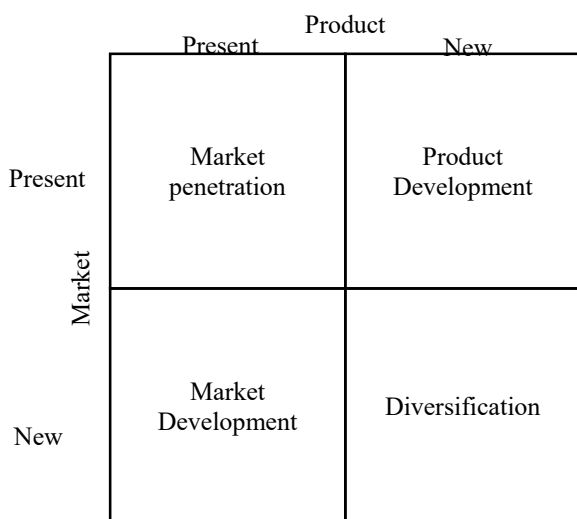 Product
Present New
Market
penetration
Product
Development
Present
Market
Market
Development
Diversification
New